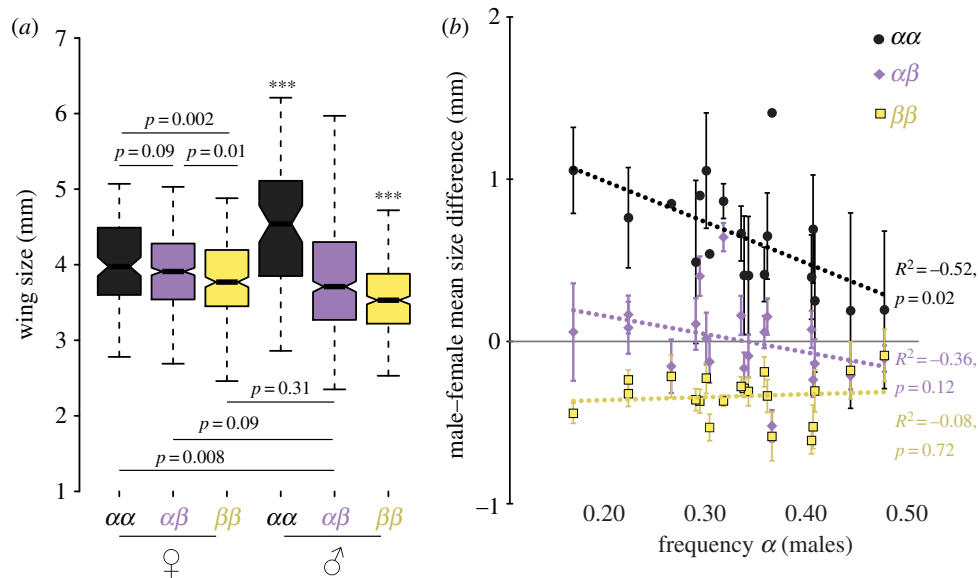 (a)
wing size (mm)
7
6
5
4
3
2
1
***
p = 0.002
p = 0.09
p = 0.01
***
p = 0.31
p = 0.09
p = 0.008
αα
αβ
ββ
αα
αβ
ββ
♀
♂
(b)
male–female mean size difference (mm)
2
1
0
−1
αα
αβ
ββ
R² = –0.52,
p = 0.02
R² = –0.36,
p = 0.12
R² = –0.08,
p = 0.72
0.20
0.30
0.40
0.50
frequency α (males)